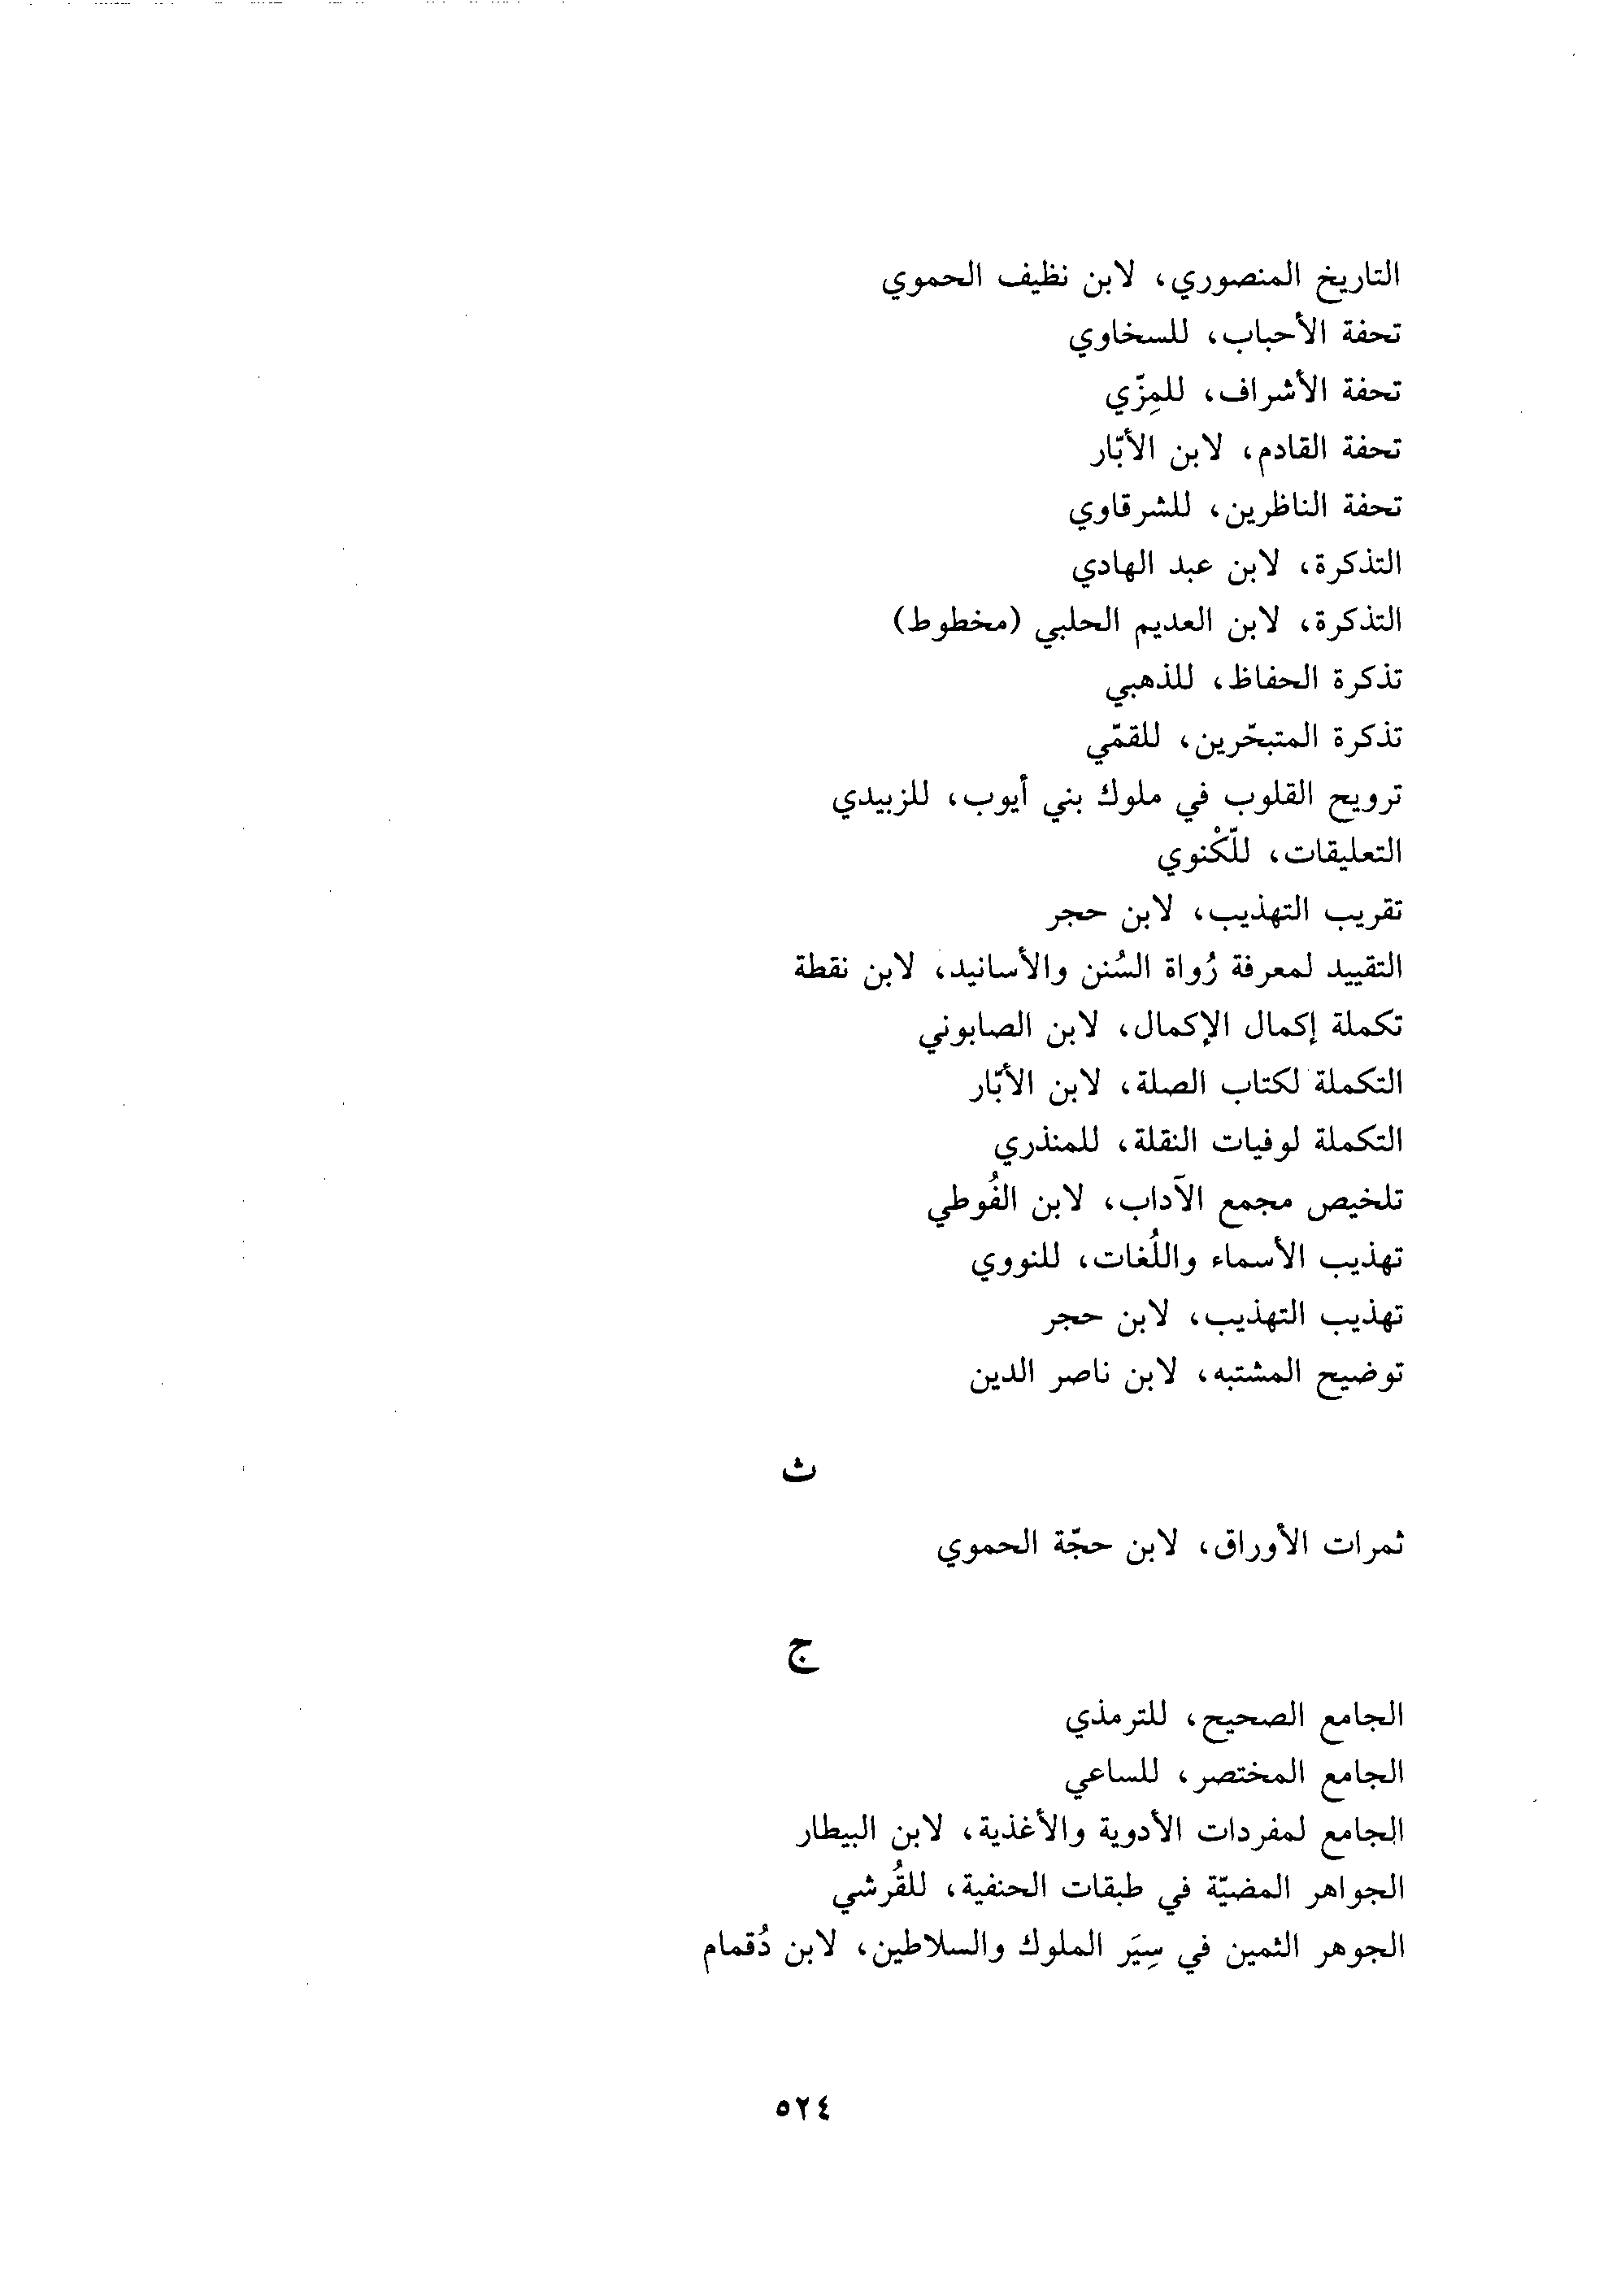 التاريخ المنصوري، لابن نظيف الحموي
تحفة الأحباب، للسخاوي
تحفة الأشراف، للمِزّي
تحفة القادم، لابن الأبّار
تحفة الناظرين، للشرقاوي
التذكرة، لابن عبد الهادي
التذكرة، لابن العديم الحلبي (مخطوط)
تذكرة الحفاظ، للذهبي
تذكرة المتبحّرين، للقمّي
ترويح القلوب في ملوك بني أيوب، للزبيدي
التعليقات، للّكْنوي
تقريب التهذيب، لابن حجر
التقييد لمعرفة رُواة السُنن والأسانيد، لابن نقطة
تكملة إكمال الإكمال، لابن الصابوني
التكملة لكتاب الصلة، لابن الأبّار
التكملة لوفيات النقلة، للمنذري
تلخيص مجمع الآداب، لابن الفُوطي
تهذيب الأسماء واللُغات، للنووي
تهذيب التهذيب، لابن حجر
توضيح المشتبه، لابن ناصر الدين
ث
ثمرات الأوراق، لابن حجّة الحموي
ج
الجامع الصحيح، للترمذي
الجامع المختصر، للساعي
الجامع لمفردات الأدوية والأغذية، لابن البيطار
الجواهر المضيّة في طبقات الحنفية، للقُرشي
الجوهر الثمين في سِيَر الملوك والسلاطين، لابن دُقمام
٥٢٤